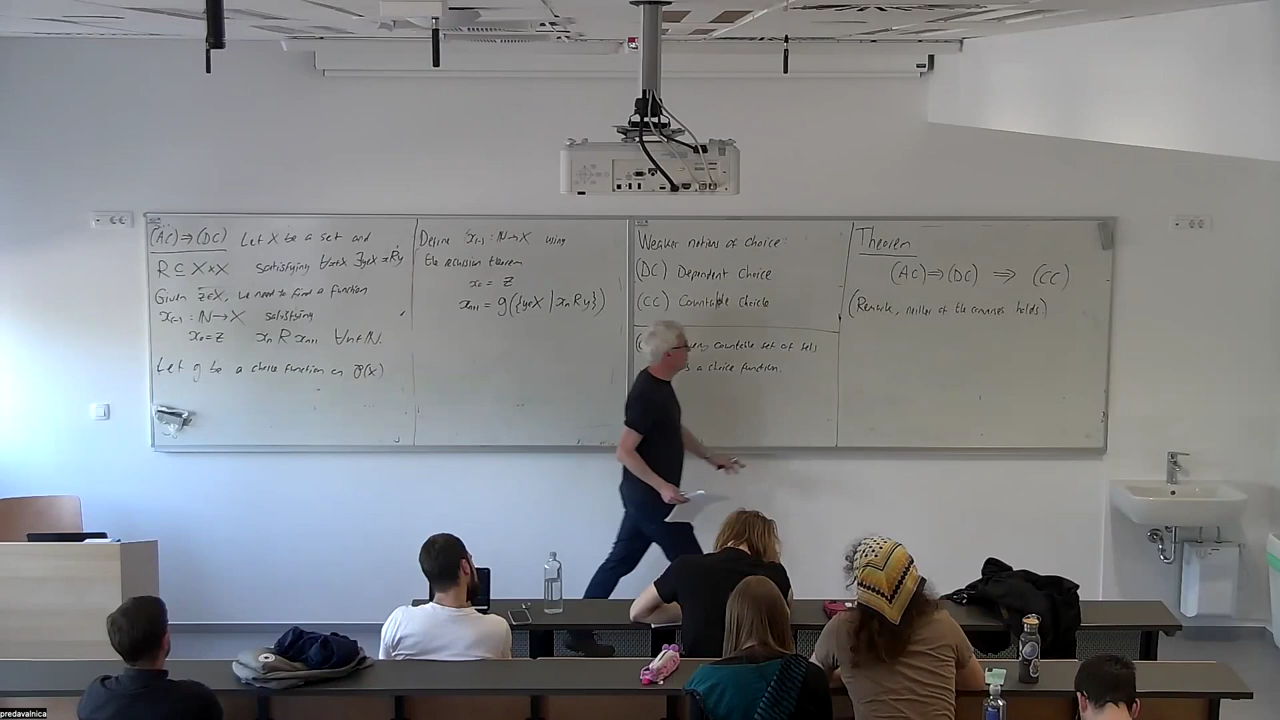 (AC)⇒(DC) Let X be a set and
R ⊆ X×X satisfying ∀x∈X ∃y∈X xRy
Given z∈X, we need to find a function
x₍₋₎ : ℕ→X satisfying
x₀=z xₙ R xₙ₊₁ ∀n∈ℕ.
Let g be a choice function on 𝒫(X)
Define x₍₋₎ : ℕ→X using
the recursion theorem
x₀ = z
xₙ₊₁ = g({y∈X | xₙRy})
Weaker notions of choice:
(DC) Dependent Choice
(CC) Countable choice
every countable set of sets
a choice function.
Theorem
(AC)⇒(DC) ⇒ (CC)
(Remark, neither of the converses holds)
predavalnica